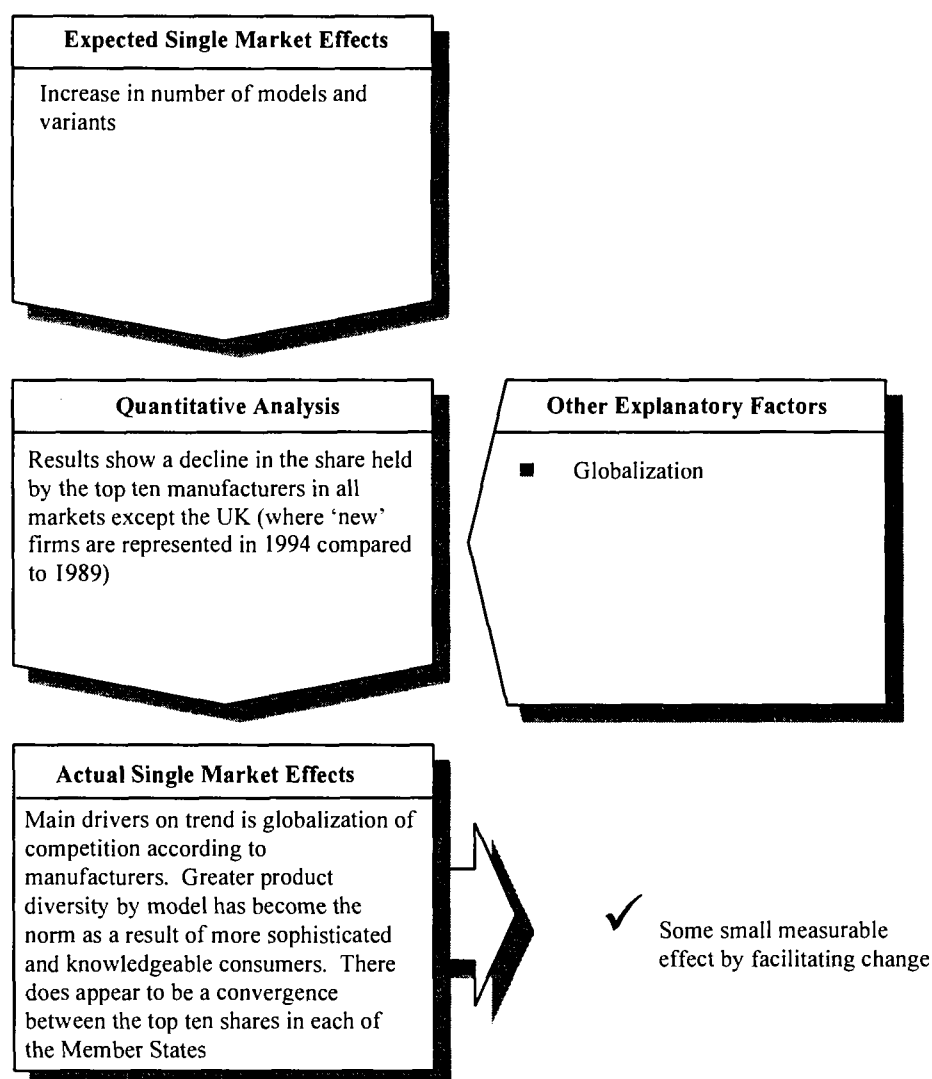 Expected Single Market Effects
Increase in number of models and
variants
Quantitative Analysis
Results show a decline in the share held
by the top ten manufacturers in all
markets except the UK (where ‘new’
firms are represented in 1994 compared
to 1989)
Other Explanatory Factors
■ Globalization
Actual Single Market Effects
Main drivers on trend is globalization of
competition according to
manufacturers. Greater product
diversity by model has become the
norm as a result of more sophisticated
and knowledgeable consumers. There
does appear to be a convergence
between the top ten shares in each of
the Member States
✓ Some small measurable
effect by facilitating change